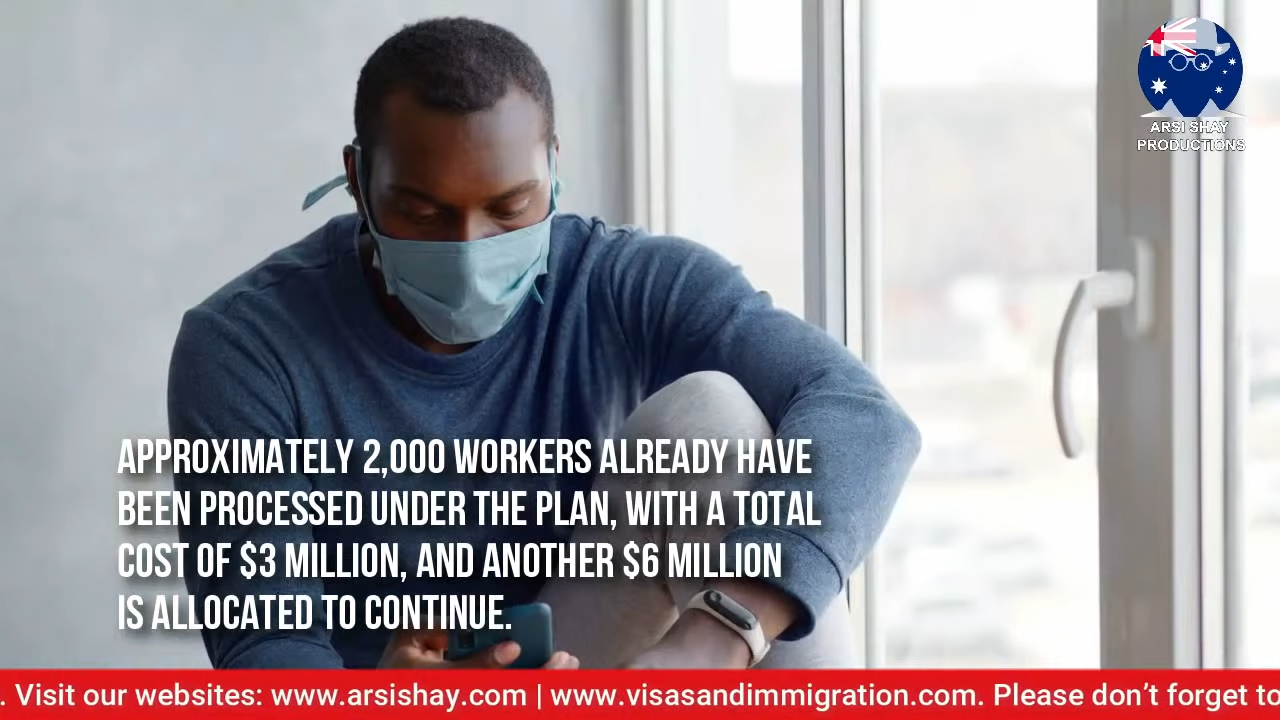 ARSI SHAY
PRODUCTIONS
APPROXIMATELY 2,000 WORKERS ALREADY HAVE
BEEN PROCESSED UNDER THE PLAN, WITH A TOTAL
COST OF $3 MILLION, AND ANOTHER $6 MILLION
IS ALLOCATED TO CONTINUE.
. Visit our websites: www.arsishay.com | www.visasandimmigration.com. Please don’t forget to